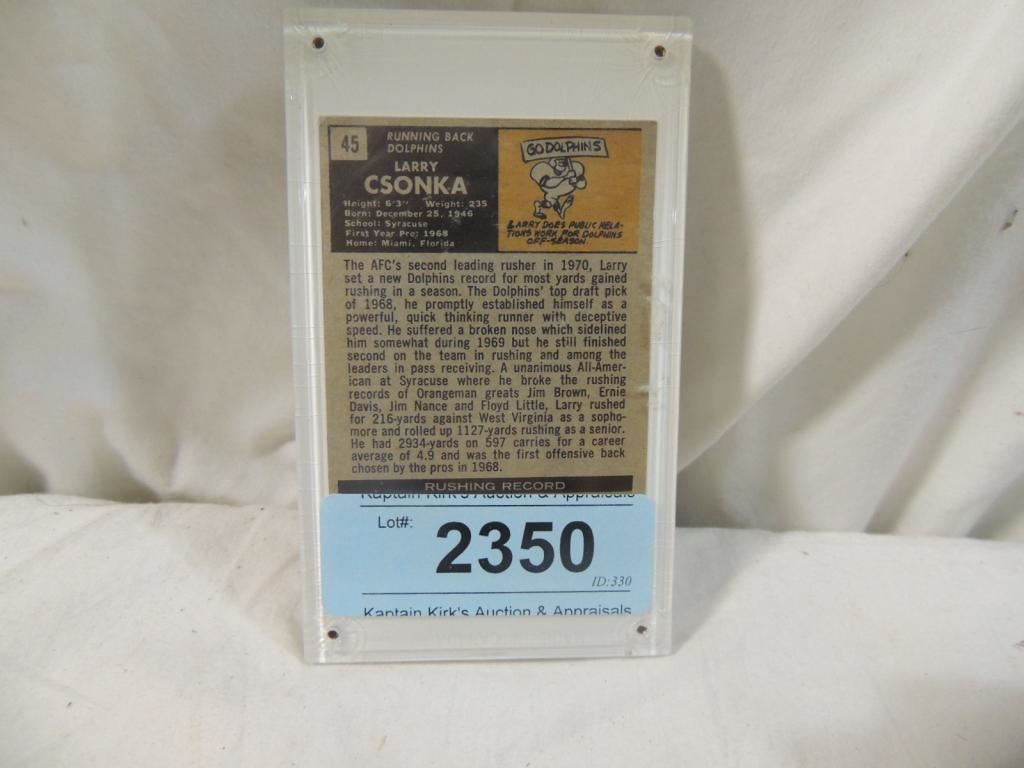 45
RUNNING BACK
DOLPHINS
LARRY
CSONKA
Height: 6'3" Weight: 235
Born: December 25, 1946
School: Syracuse
First Year Pro: 1968
Home: Miami, Florida
GO DOLPHINS
LARRY DOES PUBLIC RELA-
TIONS WORK FOR DOLPHINS
OFF-SEASON.
The AFC's second leading rusher in 1970, Larry
set a new Dolphins record for most yards gained
rushing in a season. The Dolphins' top draft pick
of 1968, he promptly established himself as a
powerful, quick thinking runner with deceptive
speed. He suffered a broken nose which sidelined
him somewhat during 1969 but he still finished
second on the team in rushing and among the
leaders in pass receiving. A unanimous All-Amer-
ican at Syracuse where he broke the rushing
records of Orangeman greats Jim Brown, Ernie
Davis, Jim Nance and Floyd Little, Larry rushed
for 216-yards against West Virginia as a sopho-
more and rolled up 1127-yards rushing as a senior.
He had 2934-yards on 597 carries for a career
average of 4.9 and was the first offensive back
chosen by the pros in 1968.
RUSHING RECORD
Kaptain Kirk's Auction & Appraisals
Lot#:
2350
ID:330
Kaptain Kirk's Auction & Appraisals